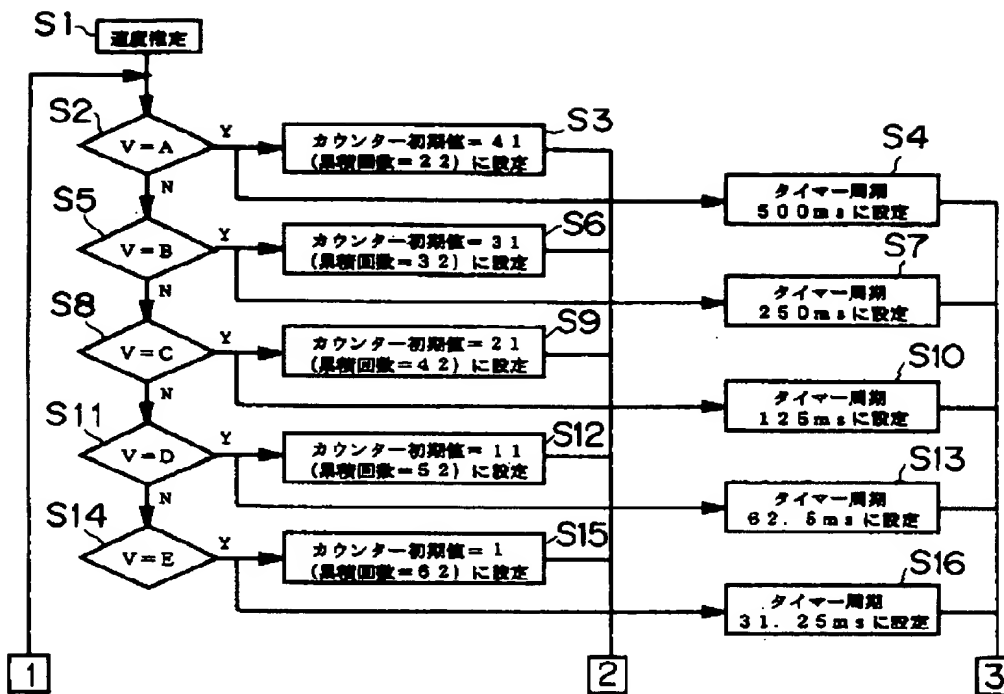 S1
速度推定
S2
V=A
Y
N
カウンター初期値=41
(累積回数=22)に設定
S3
S4
タイマー周期
500msに設定
S5
V=B
Y
N
カウンター初期値=31
(累積回数=32)に設定
S6
S7
タイマー周期
250msに設定
S8
V=C
Y
N
カウンター初期値=21
(累積回数=42)に設定
S9
S10
タイマー周期
125msに設定
S11
V=D
Y
N
カウンター初期値=11
(累積回数=52)に設定
S12
S13
タイマー周期
62.5msに設定
S14
V=E
Y
カウンター初期値=1
(累積回数=62)に設定
S15
S16
タイマー周期
31.25msに設定
1
2
3